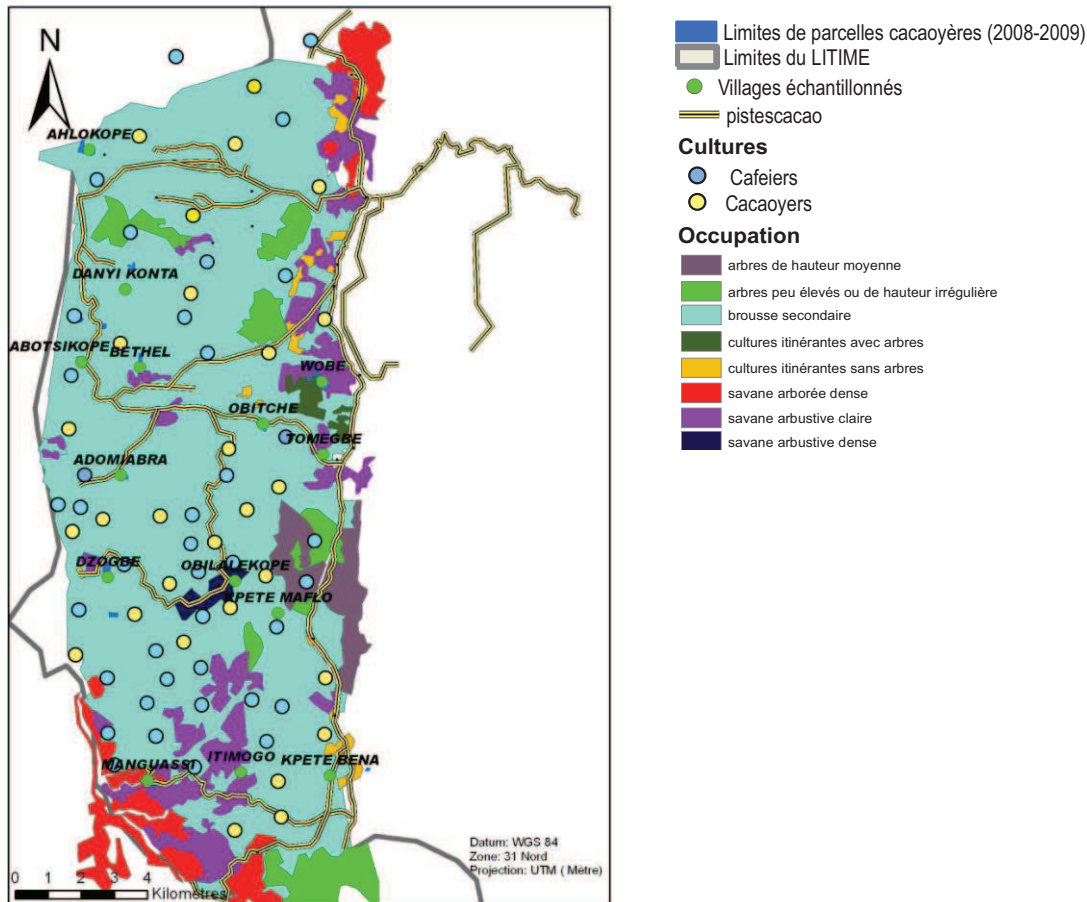 N
AHLOKOPE
DANYI KONTA
ABOTSIKOPE
BETHEL
WOBE
OBITCHE
TOMEGBE
ADOMIABRA
DZOGBE
OBILALEKOPE
KPETE MAFLO
MANGUASSI
ITIMOGO
KPETE BENA
Datum: WGS 84
Zone: 31 Nord
Projection: UTM ( Mètre)
0 1 2 3 4
Kilomètres
Limites de parcelles cacaoyères (2008-2009)
Limites du LITIME
Villages échantillonnés
pistescacao
Cultures
Cafeiers
Cacaoyers
Occupation
arbres de hauteur moyenne
arbres peu élevés ou de hauteur irrégulière
brousse secondaire
cultures itinérantes avec arbres
cultures itinérantes sans arbres
savane arborée dense
savane arbustive claire
savane arbustive dense